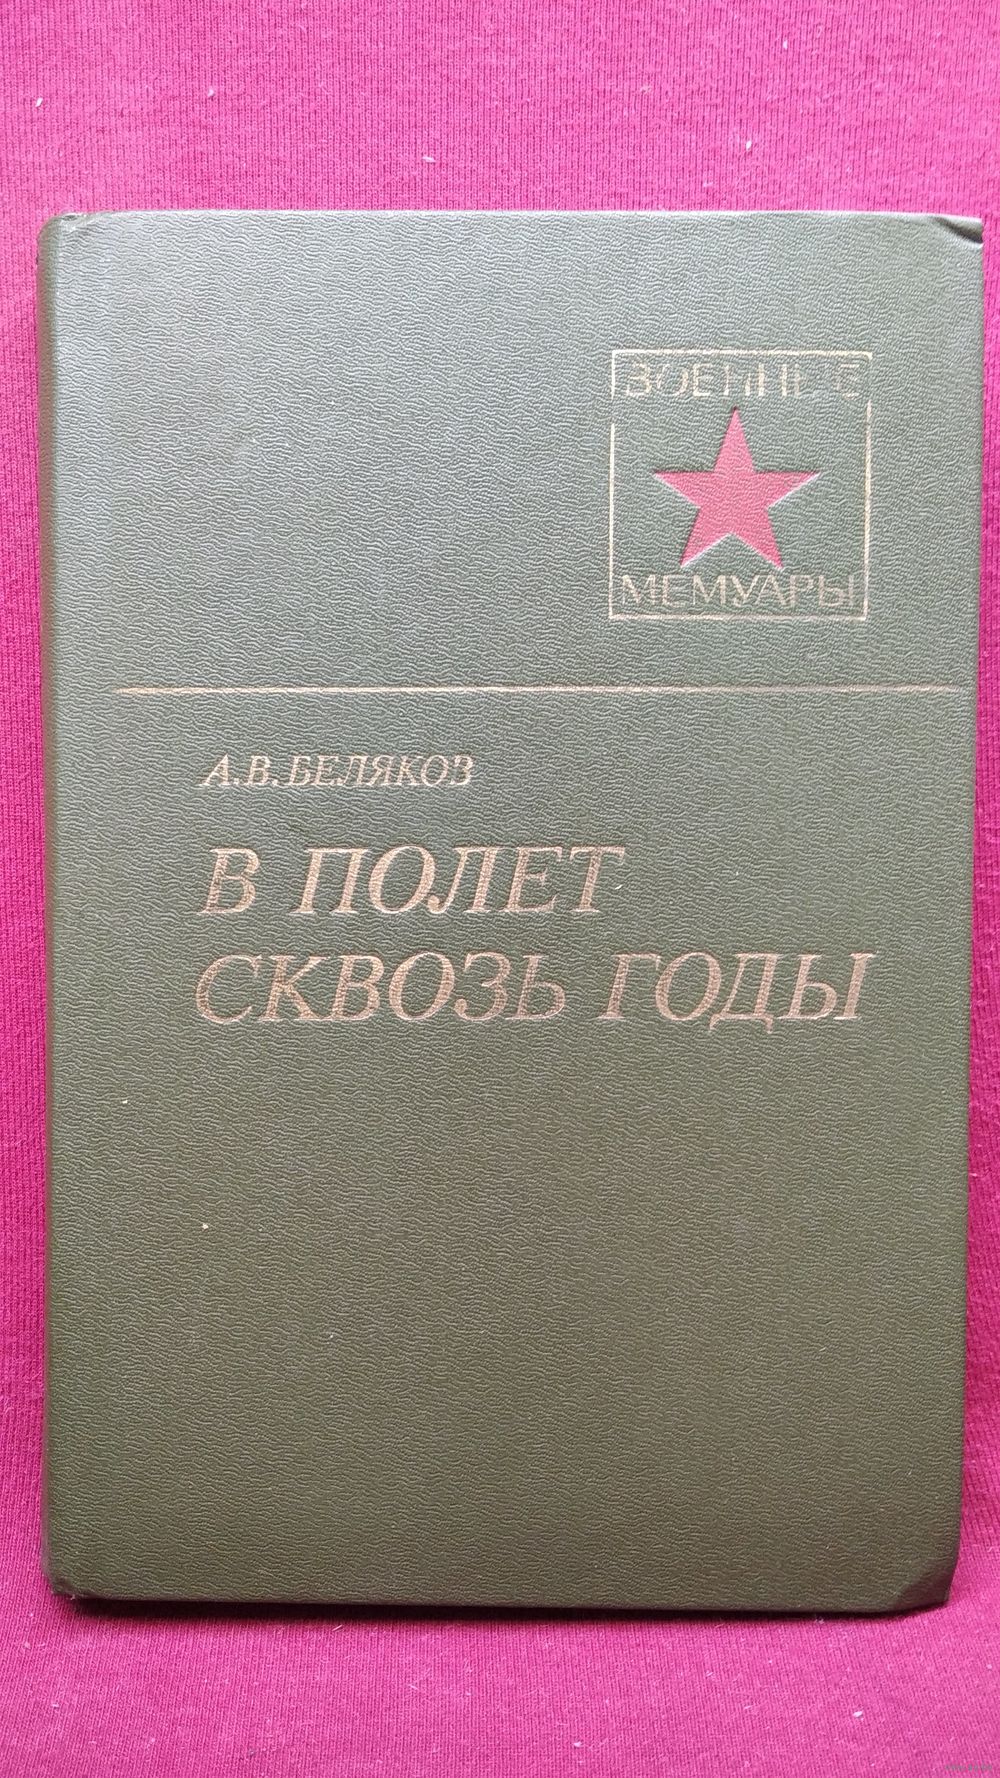 ВОЕННЫЕ
МЕМУАРЫ
А.В.БЕЛЯКОВ
В ПОЛЕТ
СКВОЗЬ ГОДЫ